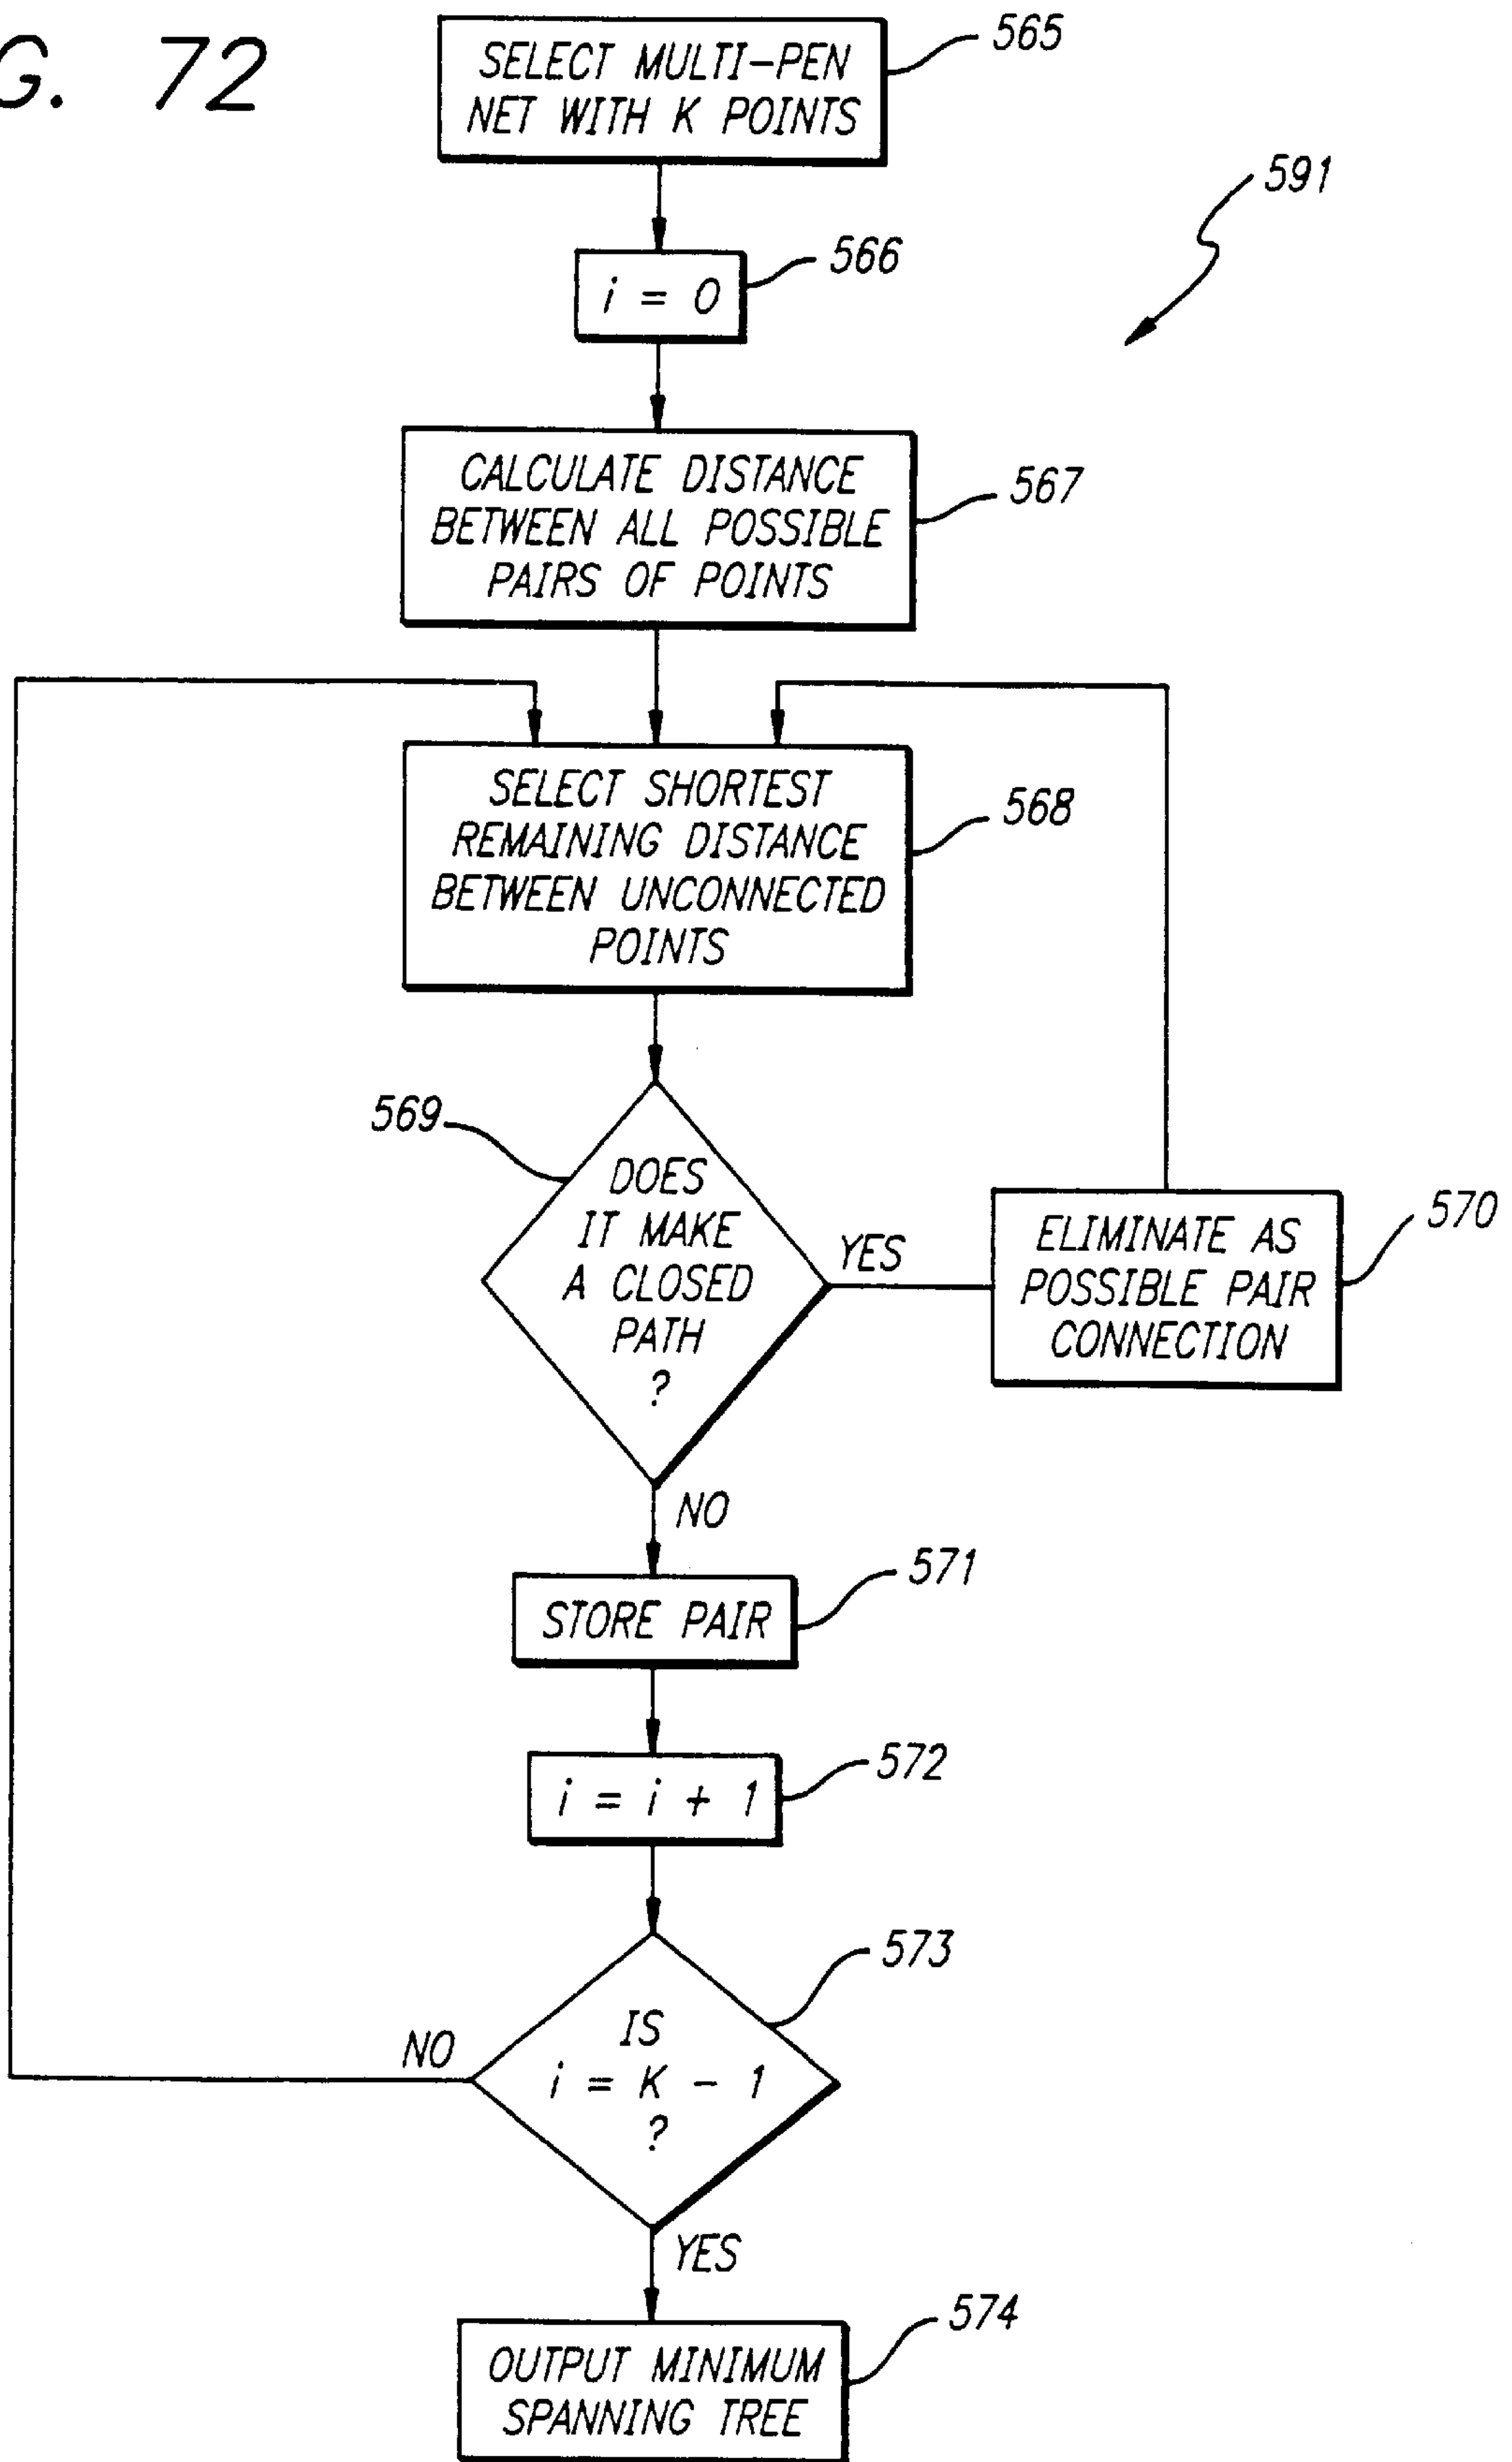 G. 72
SELECT MULTI-PEN
NET WITH K POINTS
565
591
i = 0
566
CALCULATE DISTANCE
BETWEEN ALL POSSIBLE
PAIRS OF POINTS
567
SELECT SHORTEST
REMAINING DISTANCE
BETWEEN UNCONNECTED
POINTS
568
569
DOES
IT MAKE
A CLOSED
PATH
?
YES
ELIMINATE AS
POSSIBLE PAIR
CONNECTION
570
NO
STORE PAIR
571
i = i + 1
572
573
IS
i = K - 1
?
NO
YES
OUTPUT MINIMUM
SPANNING TREE
574